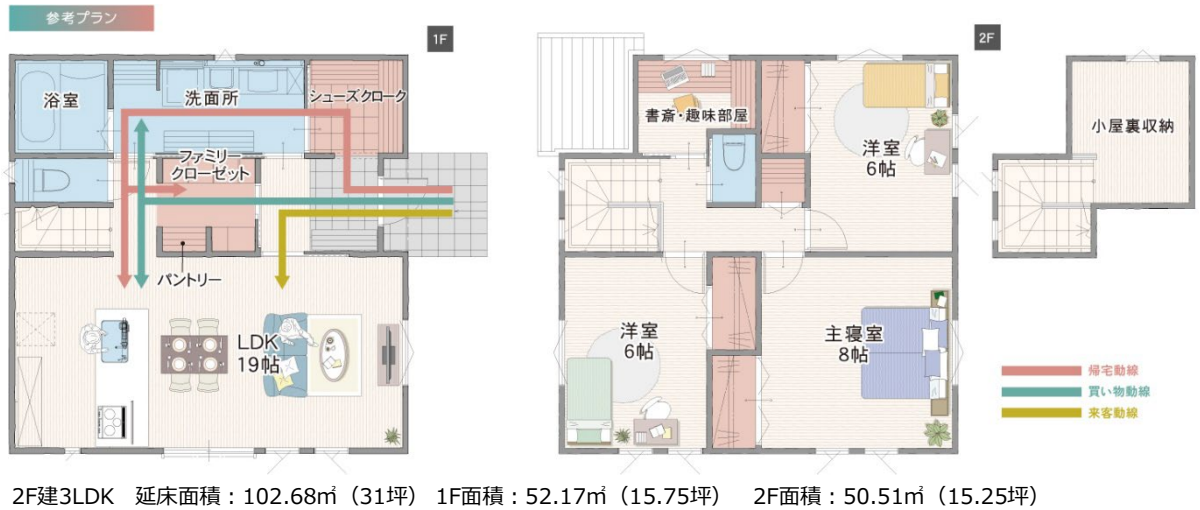 参考プラン
1F
浴室
洗面所
シューズクローク
ファミリー
クローゼット
パントリー
LDK
19帖
2F
書斎・趣味部屋
洋室
6帖
洋室
6帖
主寝室
8帖
小屋裏収納
帰宅動線
買い物動線
来客動線
2F建3LDK　延床面積：102.68㎡（31坪） 1F面積：52.17㎡（15.75坪）　2F面積：50.51㎡（15.25坪）